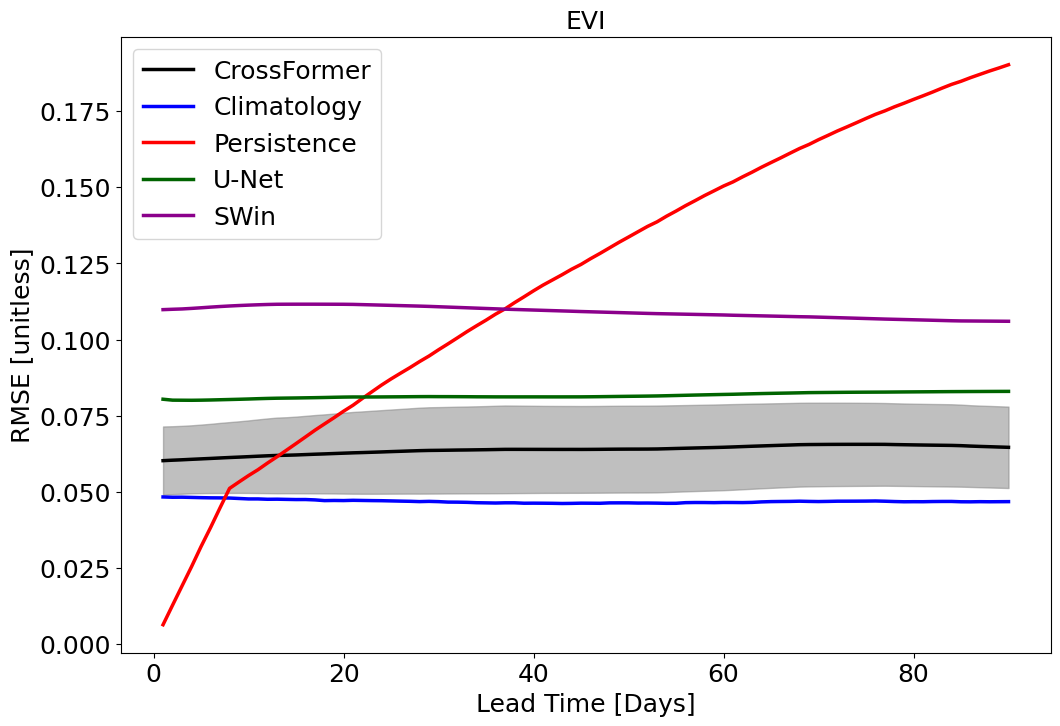 EVI
CrossFormer
Climatology
Persistence
U-Net
SWin
RMSE [unitless]
0.175
0.150
0.125
0.100
0.075
0.050
0.025
0.000
0 20 40 60 80
Lead Time [Days]